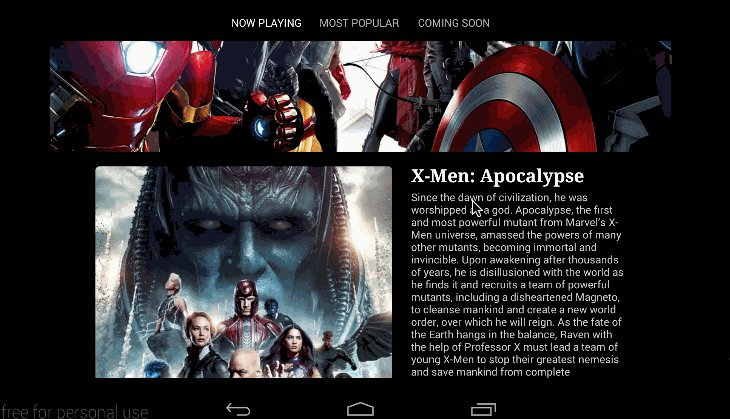 NOW PLAYING MOST POPULAR COMING SOON
X-Men: Apocalypse
Since the dawn of civilization, he was
worshipped as a god. Apocalypse, the first
and most powerful mutant from Marvel's X-
Men universe, amassed the powers of many
other mutants, becoming immortal and
invincible. Upon awakening after thousands
of years, he is disillusioned with the world as
he finds it and recruits a team of powerful
mutants, including a disheartened Magneto,
to cleanse mankind and create a new world
order, over which he will reign. As the fate of
the Earth hangs in the balance, Raven with
the help of Professor X must lead a team of
young X-Men to stop their greatest nemesis
and save mankind from complete
free for personal use